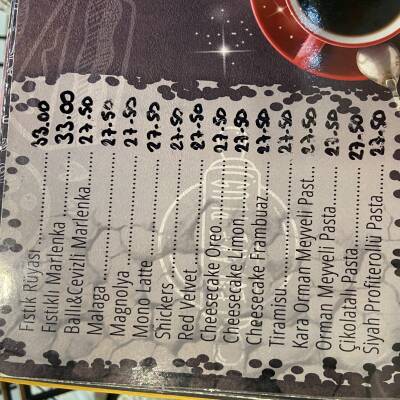 Fıstık Rüyası 33.00
Fıstıklı Marlenka ........ 33.00
Ballı&Cevizli Marlenka... 27.50
Malaga ........ 27.50
Magnolya ........ 27.50
Mono Latte ........ 27.50
Shickers ........ 27.50
Red Velvet ........ 27.50
Cheesecake Oreo ........ 27.50
Cheesecake Limon ........ 27.50
Cheesecake Frambuaz ........ 27.50
Tiramisu ........ 27.50
Kara Orman Meyveli Past... 27.50
Orman Meyveli Pasta ........ 27.50
Çikolatalı Pasta ........ 27.50
Siyah Profiterollü Pasta ........ 27.50